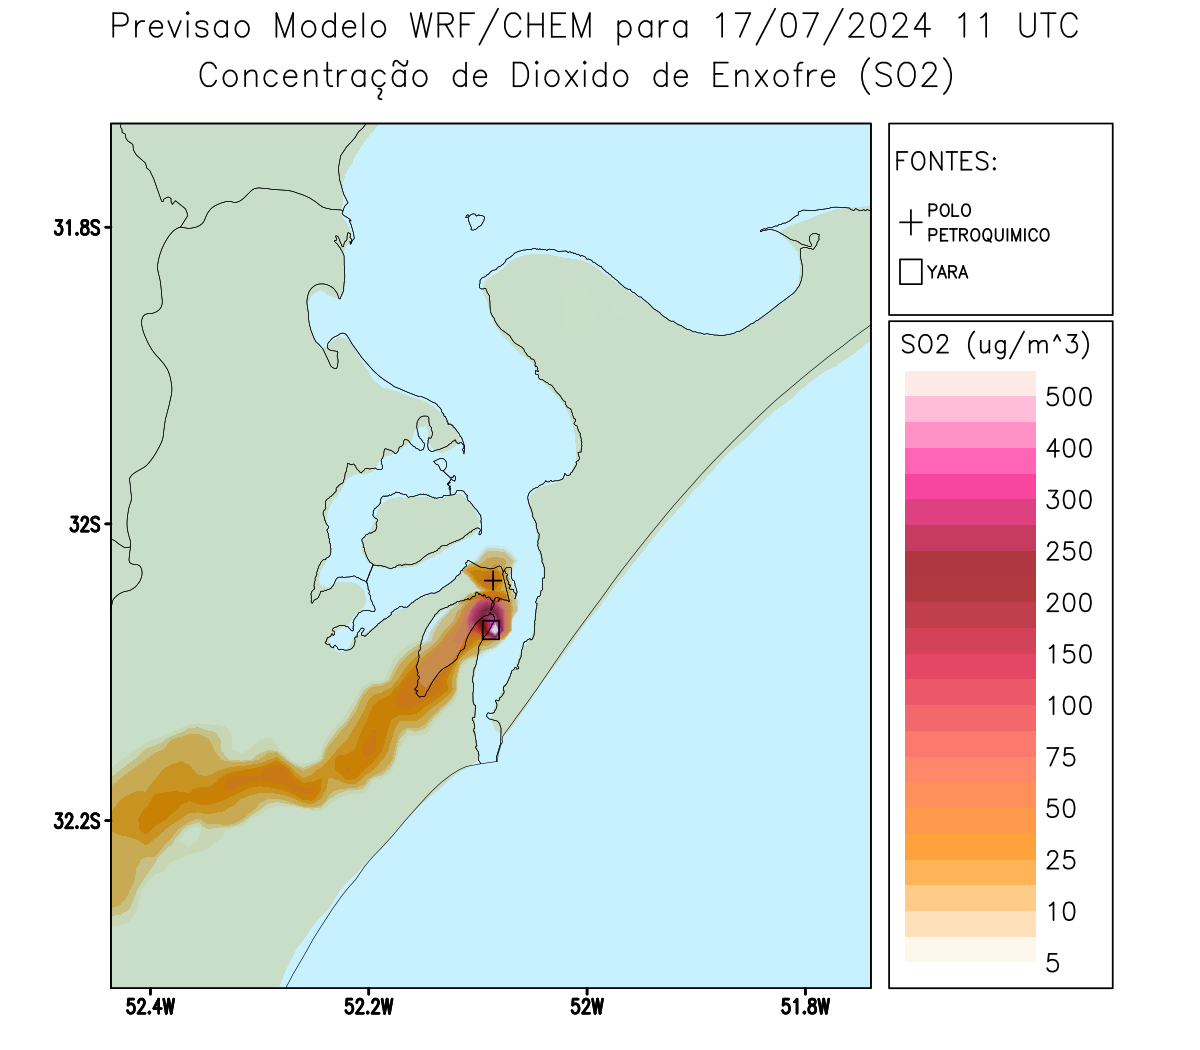 Previsao Modelo WRF/CHEM para 17/07/2024 11 UTC
Concentração de Dioxido de Enxofre (SO2)
FONTES:
POLO
PETROQUIMICO
YARA
SO2 (ug/m^3)
500
400
300
250
200
150
100
75
50
25
10
5
31.8S
32S
32.2S
52.4W
52.2W
52W
51.8W